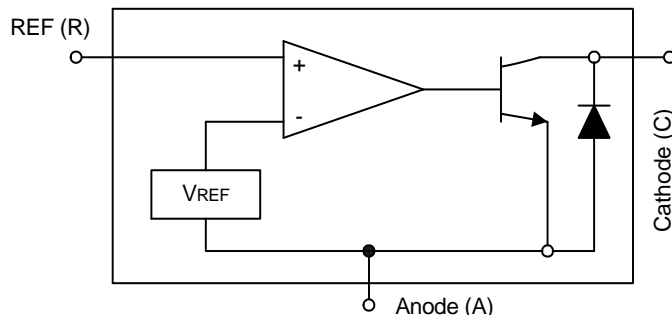 REF (R)
+
-
VREF
Cathode (C)
Anode (A)